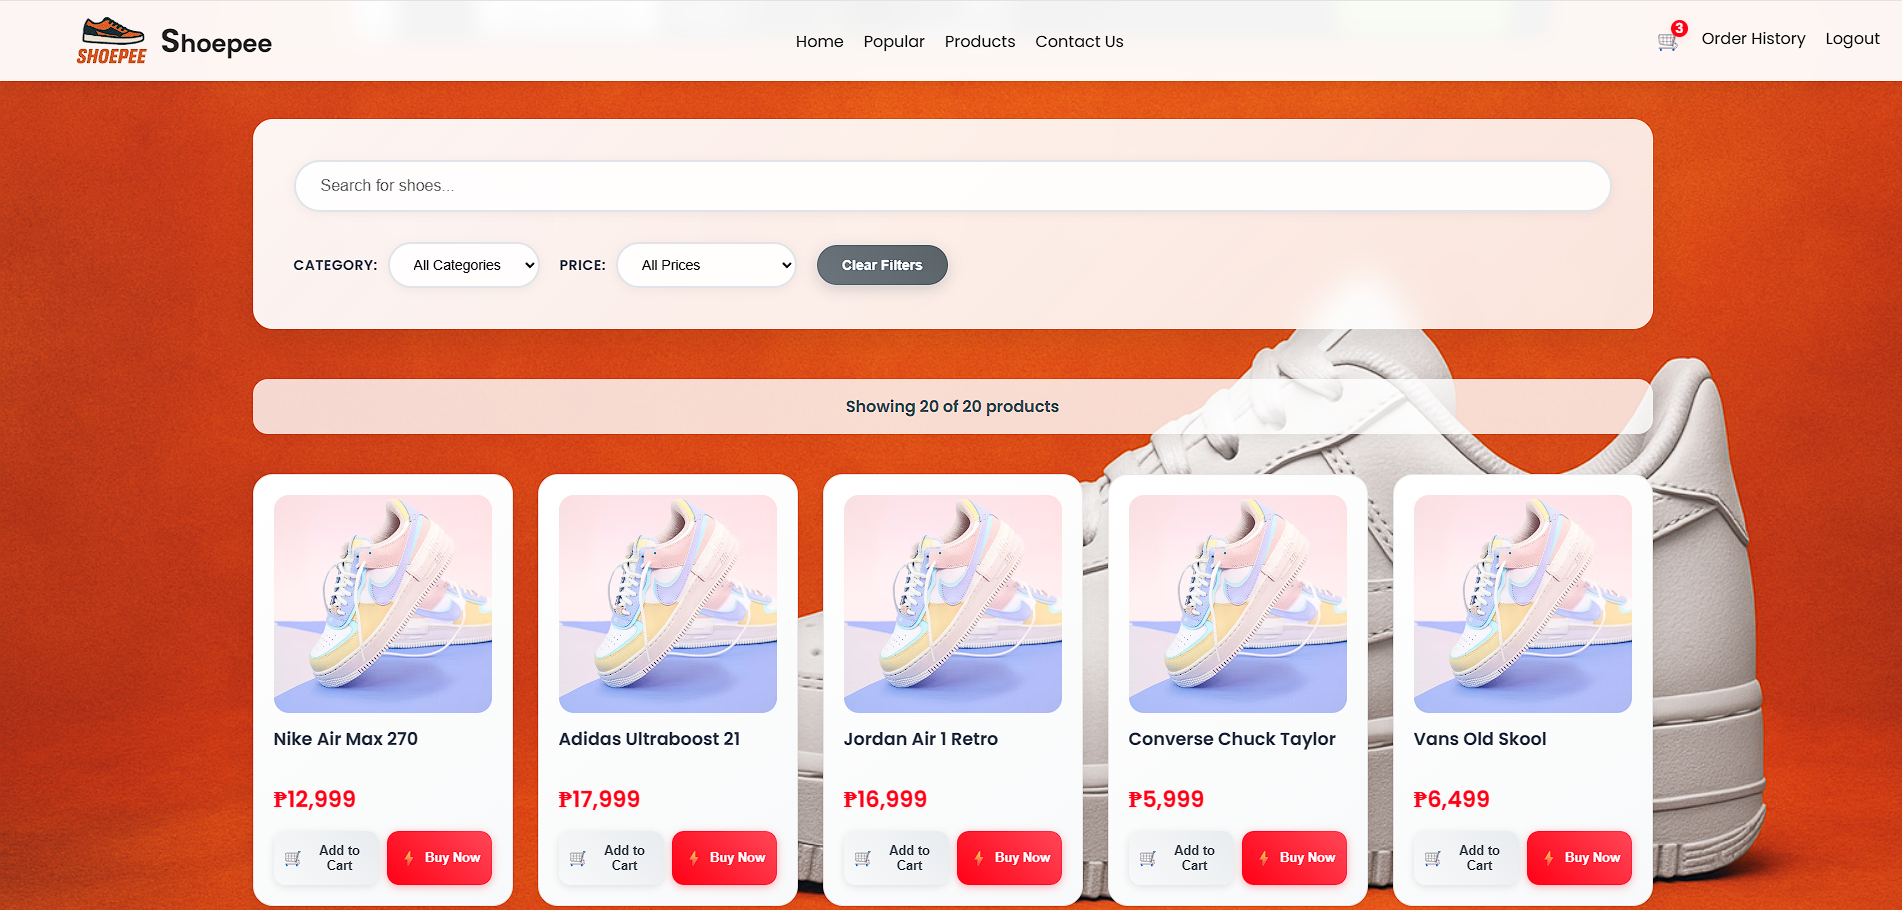 SHOEPEE
Shoepee
Home Popular Products Contact Us
3
Order History Logout
Search for shoes...
CATEGORY: All Categories PRICE: All Prices Clear Filters
Showing 20 of 20 products
Nike Air Max 270
₱12,999
Add to
Cart
Buy Now
Adidas Ultraboost 21
₱17,999
Add to
Cart
Buy Now
Jordan Air 1 Retro
₱16,999
Add to
Cart
Buy Now
Converse Chuck Taylor
₱5,999
Add to
Cart
Buy Now
Vans Old Skool
₱6,499
Add to
Cart
Buy Now